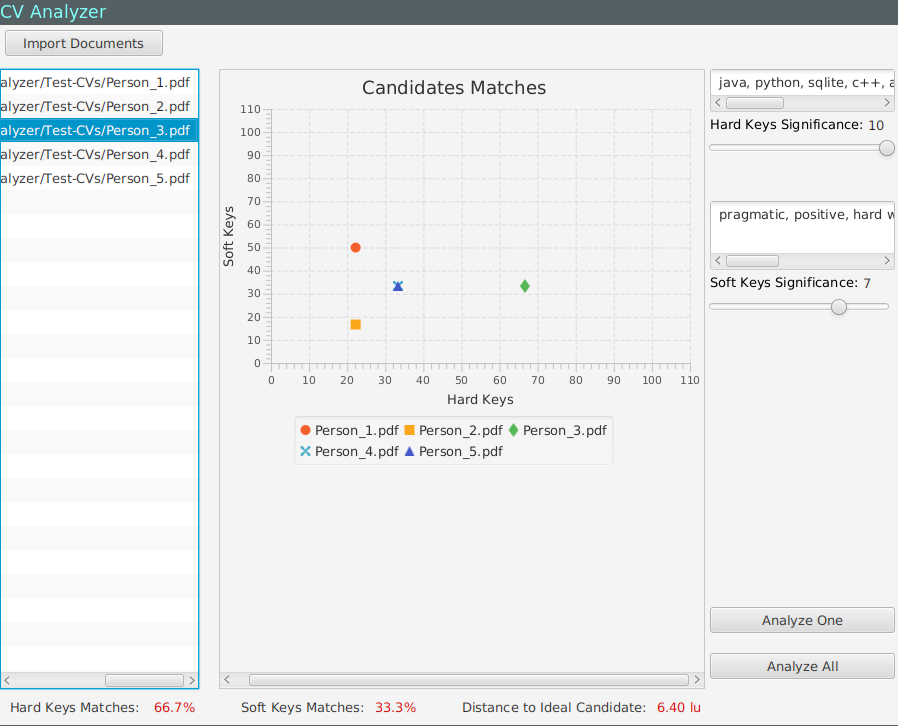 CV Analyzer
Import Documents
alyzer/Test-CVs/Person_1.pdf
alyzer/Test-CVs/Person_2.pdf
alyzer/Test-CVs/Person_3.pdf
alyzer/Test-CVs/Person_4.pdf
alyzer/Test-CVs/Person_5.pdf
Candidates Matches
110
100
90
80
70
60
50
40
30
20
10
0
Soft Keys
0 10 20 30 40 50 60 70 80 90 100 110
Hard Keys
Person_1.pdf Person_2.pdf Person_3.pdf
Person_4.pdf Person_5.pdf
java, python, sqlite, c++, a
Hard Keys Significance: 10
pragmatic, positive, hard w
Soft Keys Significance: 7
Analyze One
Analyze All
Hard Keys Matches: 66.7% Soft Keys Matches: 33.3% Distance to Ideal Candidate: 6.40 lu